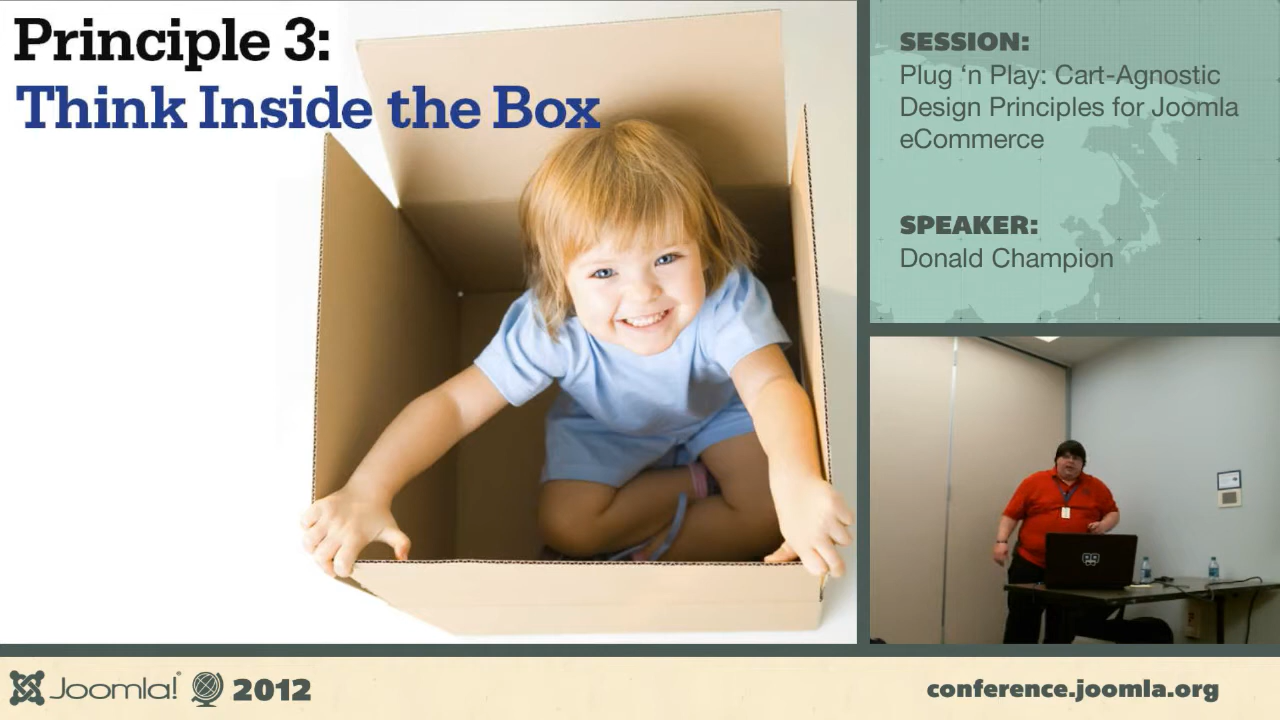 Principle 3:
Think Inside the Box
SESSION:
Plug ‘n Play: Cart-Agnostic
Design Principles for Joomla
eCommerce
SPEAKER:
Donald Champion
Joomla! 2012
conference.joomla.org